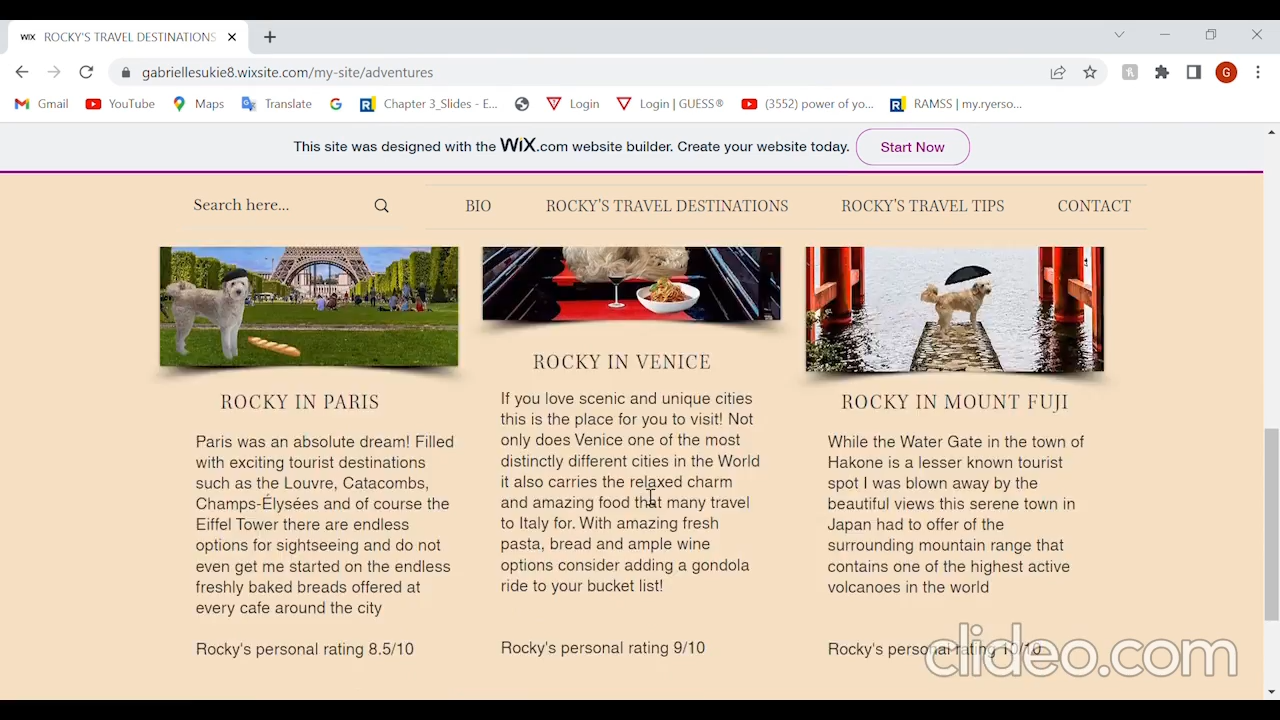 WiX ROCKY'S TRAVEL DESTINATIONS
gabriellesukie8.wixsite.com/my-site/adventures
G
Gmail YouTube Maps Translate Chapter 3_Slides - E... Login Login | GUESS® (3552) power of yo... RAMSS | my.ryerso...
This site was designed with the WiX.com website builder. Create your website today. Start Now
Search here... BIO ROCKY'S TRAVEL DESTINATIONS ROCKY'S TRAVEL TIPS CONTACT
ROCKY IN PARIS
Paris was an absolute dream! Filled
with exciting tourist destinations
such as the Louvre, Catacombs,
Champs-Élysées and of course the
Eiffel Tower there are endless
options for sightseeing and do not
even get me started on the endless
freshly baked breads offered at
every cafe around the city
Rocky's personal rating 8.5/10
ROCKY IN VENICE
If you love scenic and unique cities
this is the place for you to visit! Not
only does Venice one of the most
distinctly different cities in the World
it also carries the relaxed charm
and amazing food that many travel
to Italy for. With amazing fresh
pasta, bread and ample wine
options consider adding a gondola
ride to your bucket list!
Rocky's personal rating 9/10
ROCKY IN MOUNT FUJI
While the Water Gate in the town of
Hakone is a lesser known tourist
spot I was blown away by the
beautiful views this serene town in
Japan had to offer of the
surrounding mountain range that
contains one of the highest active
volcanoes in the world
Rocky's personal rating 10/10
clideo.com